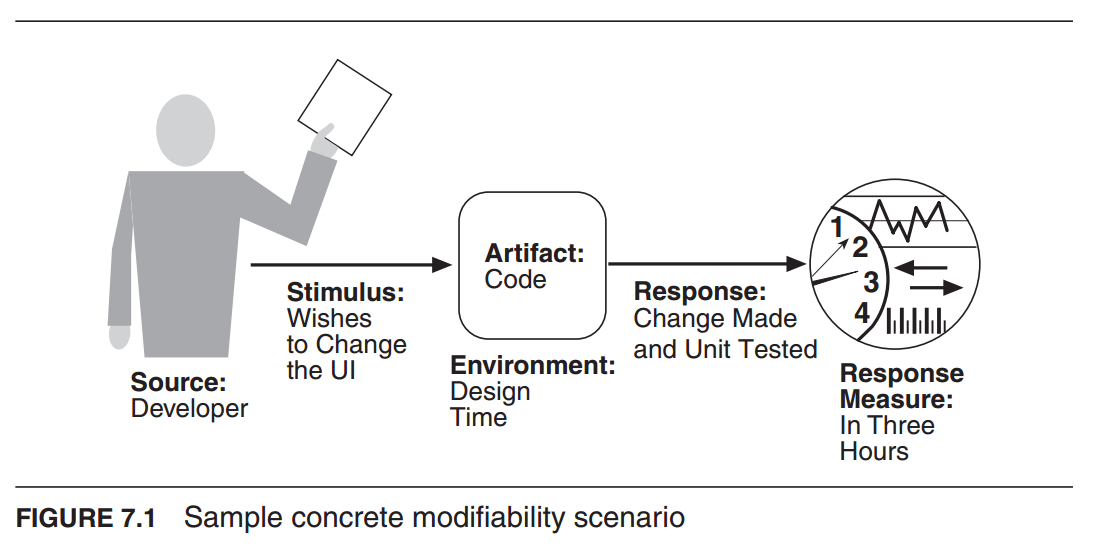 Source:
Developer
Stimulus:
Wishes
to Change
the UI
Artifact:
Code
Environment:
Design
Time
Response:
Change Made
and Unit Tested
1
2
3
4
Response
Measure:
In Three
Hours
FIGURE 7.1 Sample concrete modifiability scenario